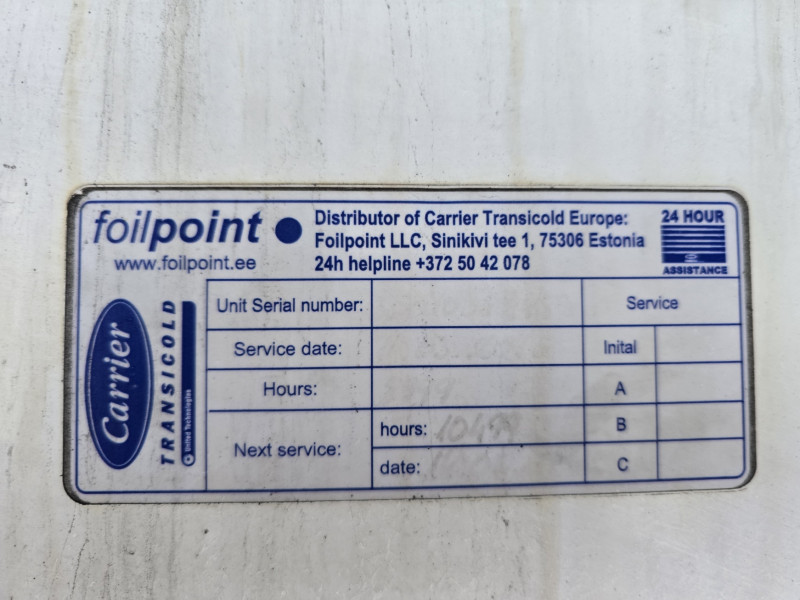 foilpoint
www.foilpoint.ee
Distributor of Carrier Transicold Europe:
Foilpoint LLC, Sinikivi tee 1, 75306 Estonia
24h helpline +372 50 42 078
24 HOUR
ASSISTANCE
Carrier
TRANSICOLD
United Technologies
Unit Serial number:
Service
Service date:
Inital
Hours:
A
Next service:
hours:
B
date:
C